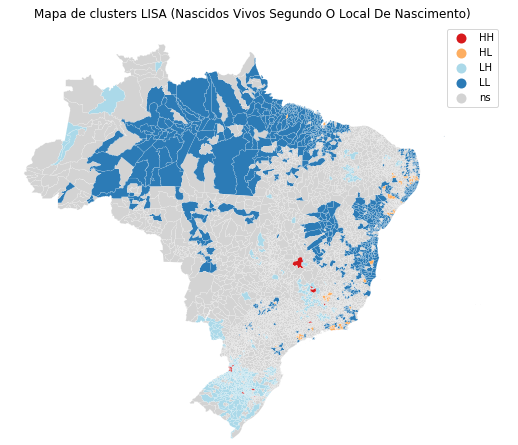 Mapa de clusters LISA (Nascidos Vivos Segundo O Local De Nascimento)
HH
HL
LH
LL
ns